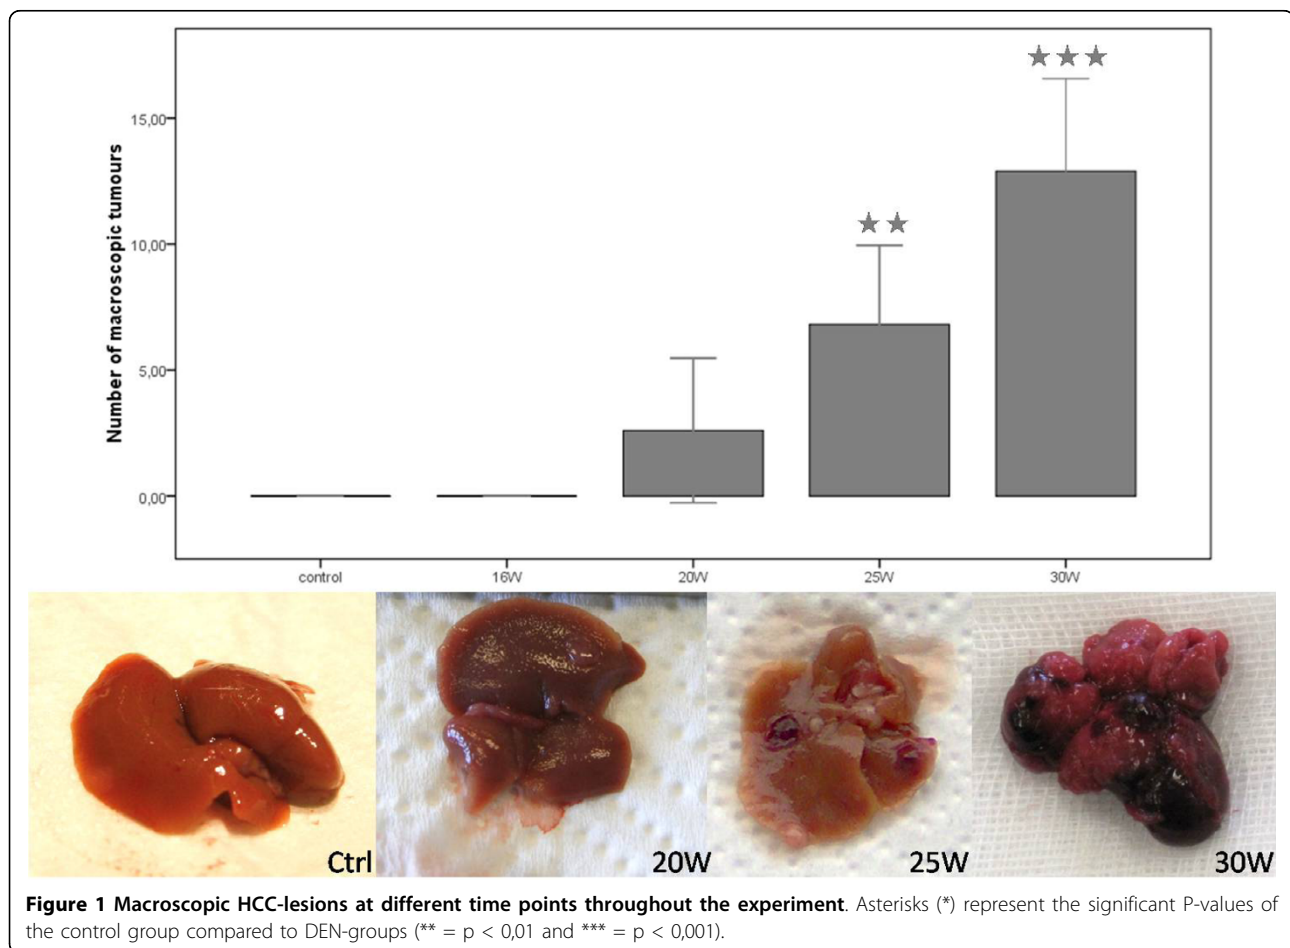 ★★★
15,00
★★
10,00
5,00
0,00
Number of macroscopic tumours
control 16W 20W 25W 30W
Ctrl 20W 25W 30W
Figure 1 Macroscopic HCC-lesions at different time points throughout the experiment. Asterisks (*) represent the significant P-values of
the control group compared to DEN-groups (** = p < 0,01 and *** = p < 0,001).